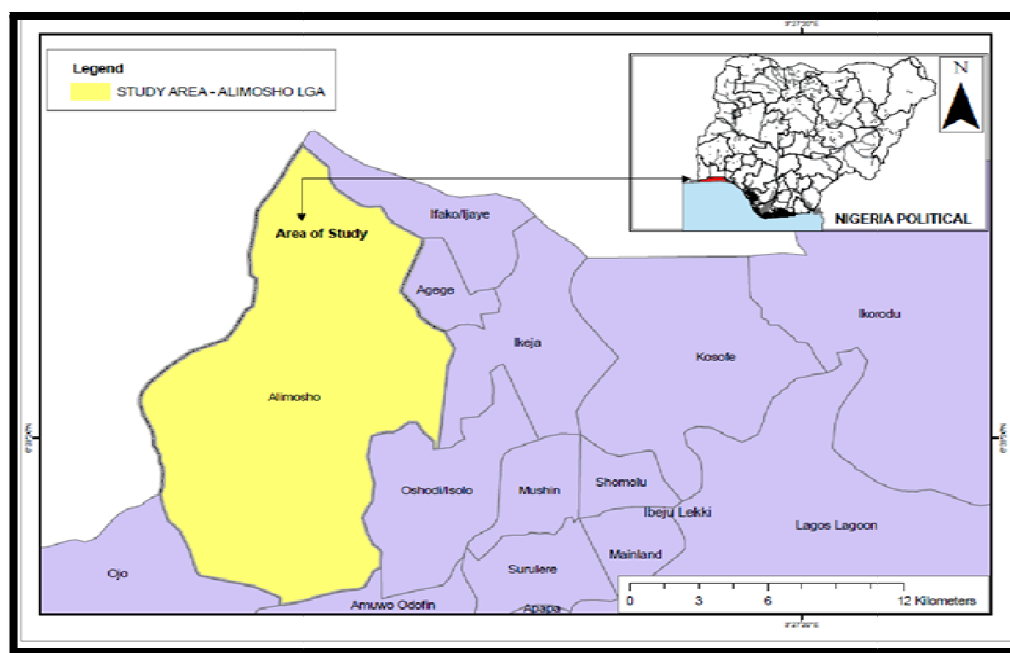 Legend
STUDY AREA - ALIMOSHO LGA
N
NIGERIA POLITICAL
Ifako/Ijaye
Area of Study
Agege
Ikorodu
Ikeja
Kosofe
Alimosho
Oshodi/Isolo
Mushin
Shomolu
Ibeju Lekki
Lagos Lagoon
Mainland
Surulere
Ojo
Amuwo Odofin
Apapa
0 3 6 12 Kilometers